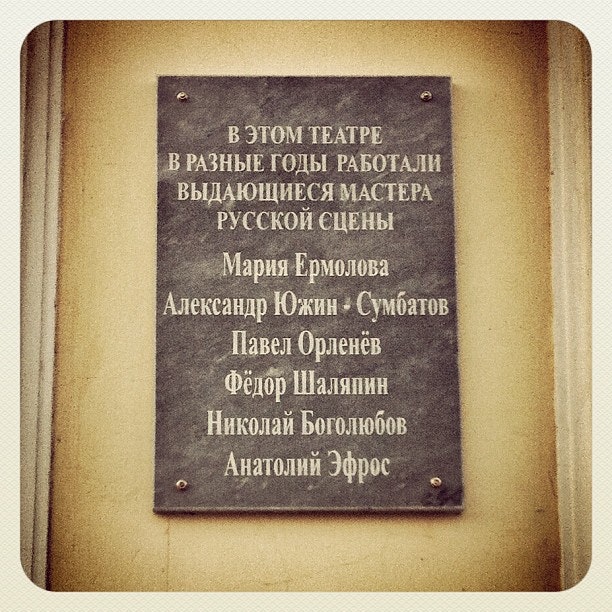 В ЭТОМ ТЕАТРЕ
В РАЗНЫЕ ГОДЫ РАБОТАЛИ
ВЫДАЮЩИЕСЯ МАСТЕРА
РУССКОЙ СЦЕНЫ
Мария Ермолова
Александр Южин - Сумбатов
Павел Орленёв
Фёдор Шаляпин
Николай Боголюбов
Анатолий Эфрос